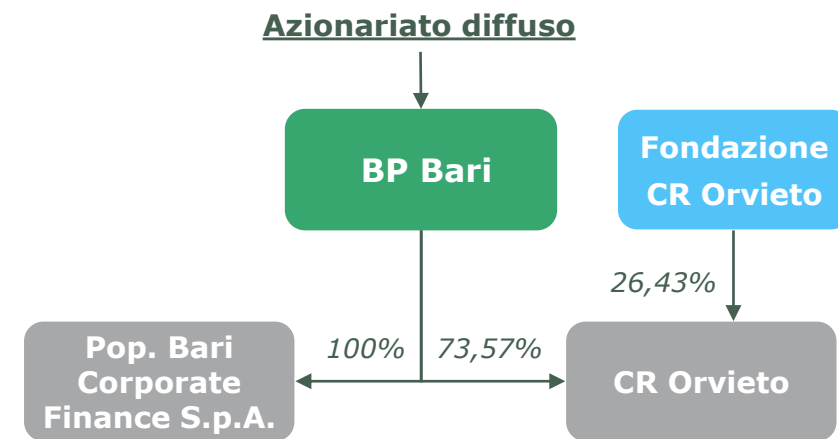 Azionariato diffuso
BP Bari
Fondazione
CR Orvieto
26,43%
100%
73,57%
Pop. Bari
Corporate
Finance S.p.A.
CR Orvieto